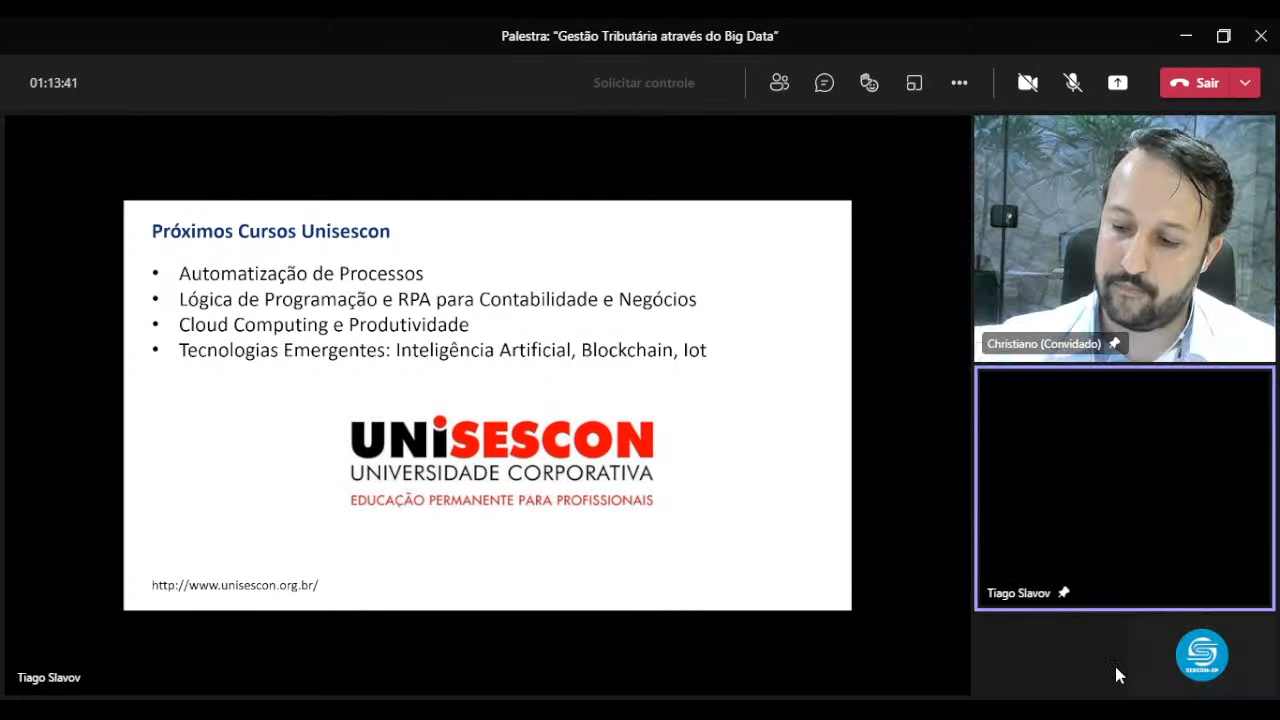 Palestra: “Gestão Tributária através do Big Data”
01:13:41
Solicitar controle
Sair
Próximos Cursos Unisescon
• Automatização de Processos
• Lógica de Programação e RPA para Contabilidade e Negócios
• Cloud Computing e Produtividade
• Tecnologias Emergentes: Inteligência Artificial, Blockchain, Iot
UNiSESCON
UNIVERSIDADE CORPORATIVA
EDUCAÇÃO PERMANENTE PARA PROFISSIONAIS
http://www.unisescon.org.br/
Christiano (Convidado)
Tiago Slavov
SESCON-SP
Tiago Slavov